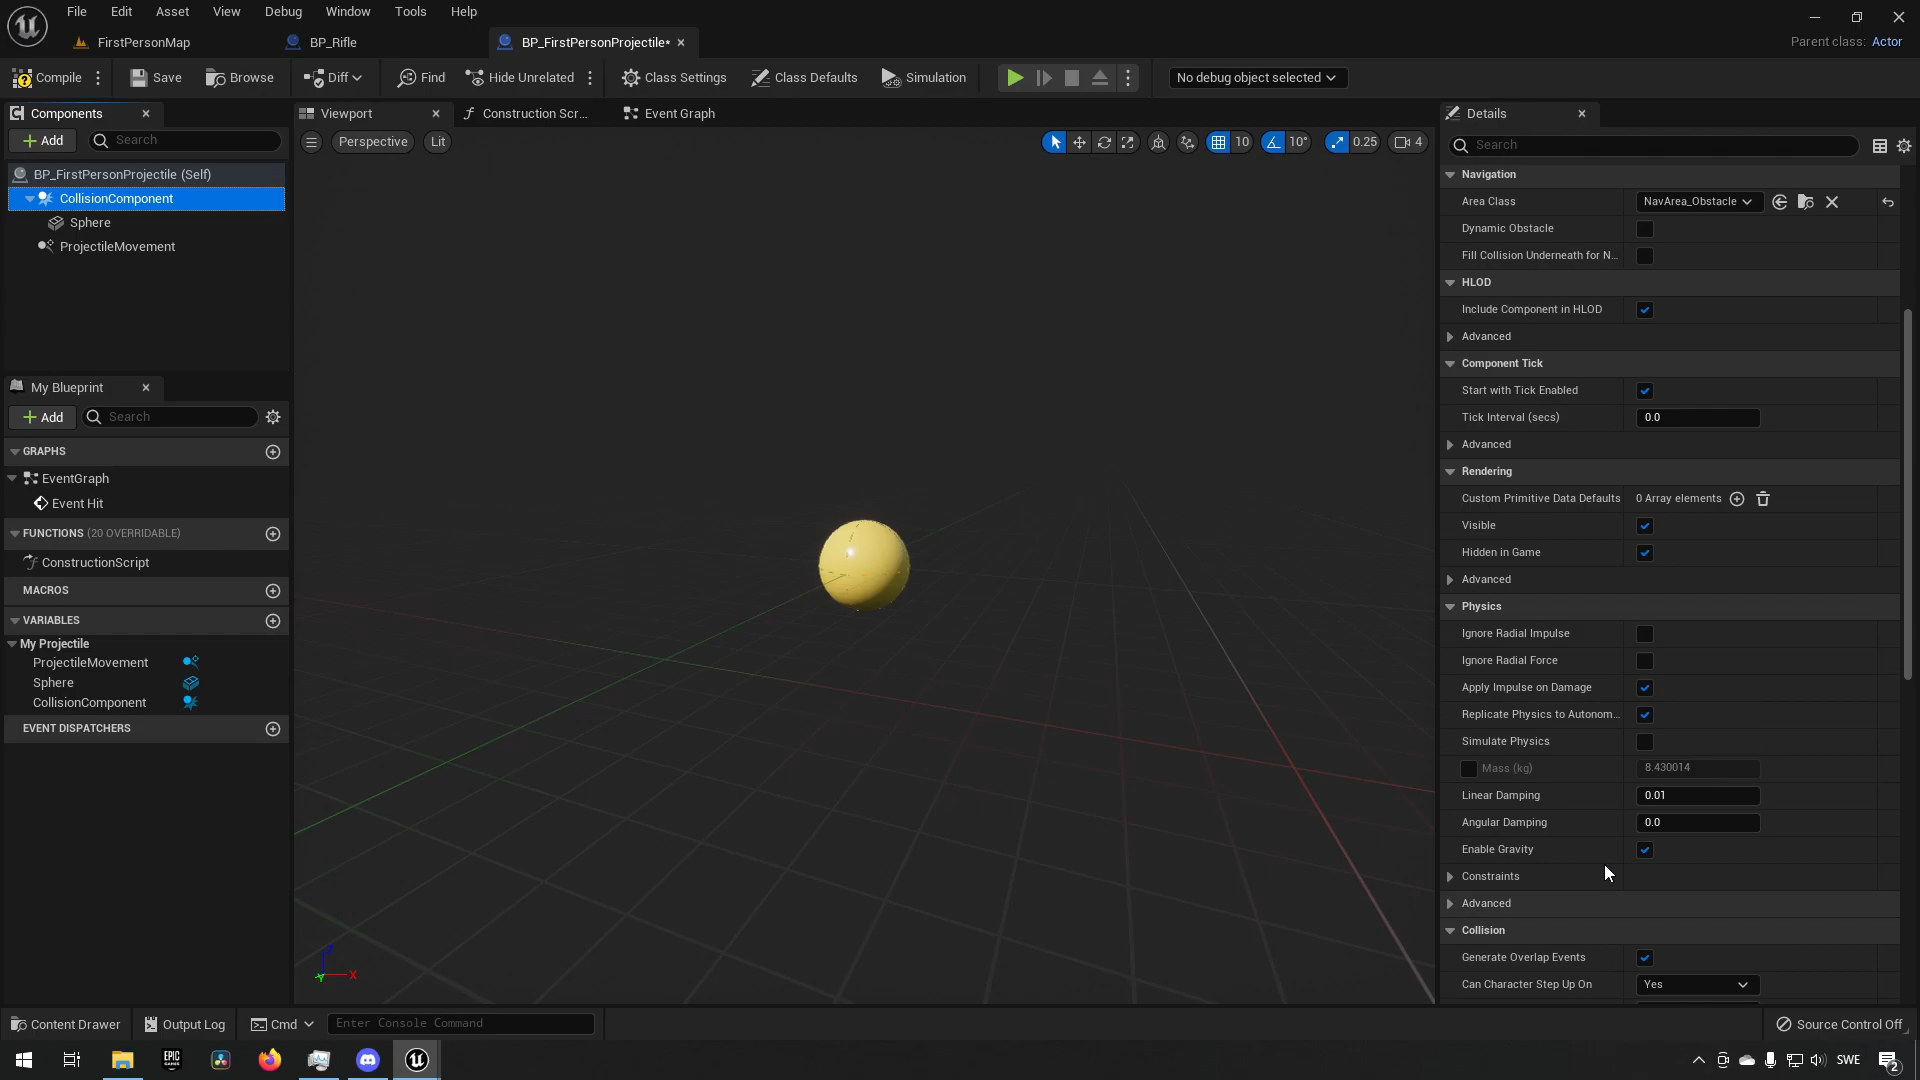 File Edit Asset View Debug Window Tools Help
FirstPersonMap BP_Rifle BP_FirstPersonProjectile*
Parent class: Actor
Compile Save Browse Diff Find Hide Unrelated Class Settings Class Defaults Simulation No debug object selected
Components
Add Search
BP_FirstPersonProjectile (Self)
CollisionComponent
Sphere
ProjectileMovement
My Blueprint
Add Search
GRAPHS
EventGraph
Event Hit
FUNCTIONS (20 OVERRIDABLE)
ConstructionScript
MACROS
VARIABLES
My Projectile
ProjectileMovement
Sphere
CollisionComponent
EVENT DISPATCHERS
Viewport Construction Scr... Event Graph
Perspective Lit 10 10° 0.25 4
Z
X
Y
Details
Search
Navigation
Area Class NavArea_Obstacle
Dynamic Obstacle
Fill Collision Underneath for N...
HLOD
Include Component in HLOD
Advanced
Component Tick
Start with Tick Enabled
Tick Interval (secs) 0.0
Advanced
Rendering
Custom Primitive Data Defaults 0 Array elements
Visible
Hidden in Game
Advanced
Physics
Ignore Radial Impulse
Ignore Radial Force
Apply Impulse on Damage
Replicate Physics to Autonom...
Simulate Physics
Mass (kg) 8.430014
Linear Damping 0.01
Angular Damping 0.0
Enable Gravity
Constraints
Advanced
Collision
Generate Overlap Events
Can Character Step Up On Yes
Content Drawer Output Log Cmd Enter Console Command Source Control Off
EPIC GAMES
SWE 2